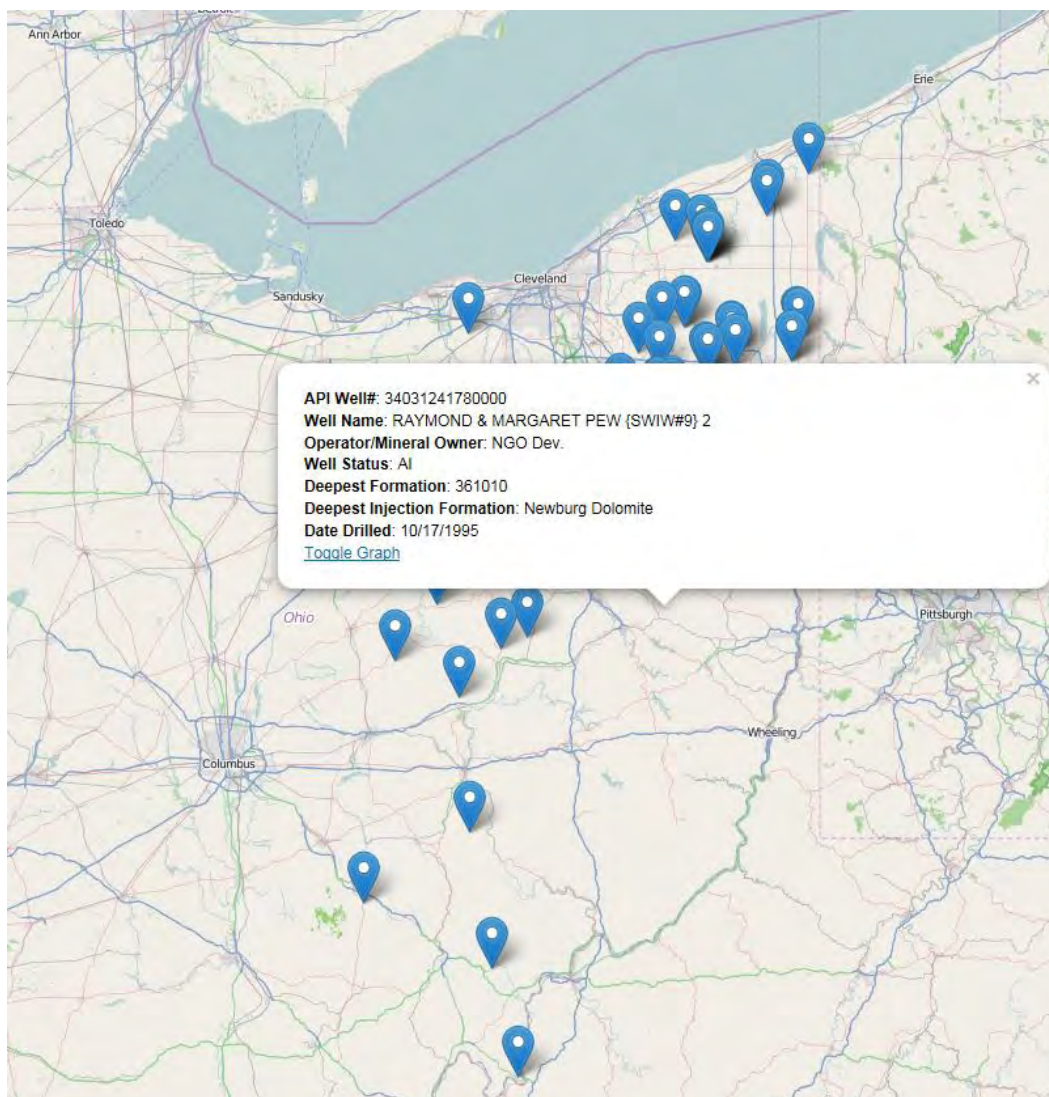 Detroit
Ann Arbor
Erie
Toledo
Cleveland
Sandusky
×
API Well#: 34031241780000
Well Name: RAYMOND & MARGARET PEW {SWIW#9} 2
Operator/Mineral Owner: NGO Dev.
Well Status: AI
Deepest Formation: 361010
Deepest Injection Formation: Newburg Dolomite
Date Drilled: 10/17/1995
Toggle Graph
Ohio
Pittsburgh
Wheeling
Columbus